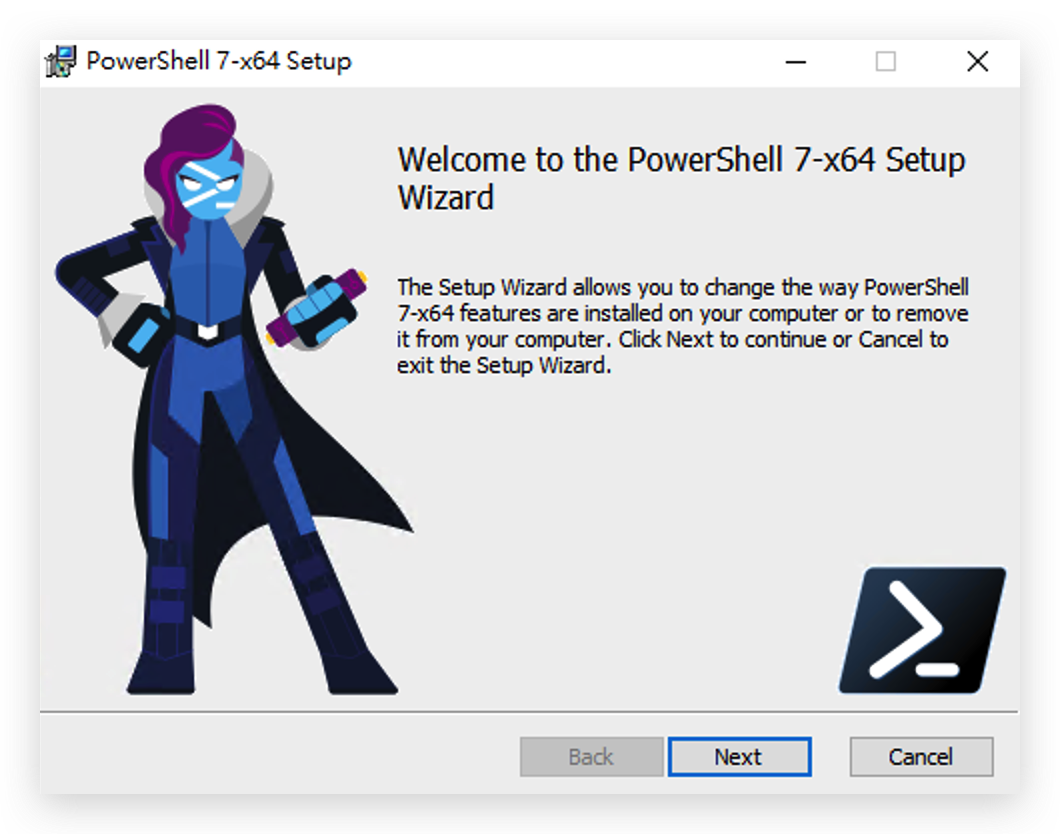 PowerShell 7-x64 Setup
Welcome to the PowerShell 7-x64 Setup
Wizard
The Setup Wizard allows you to change the way PowerShell
7-x64 features are installed on your computer or to remove
it from your computer. Click Next to continue or Cancel to
exit the Setup Wizard.
Back
Next
Cancel